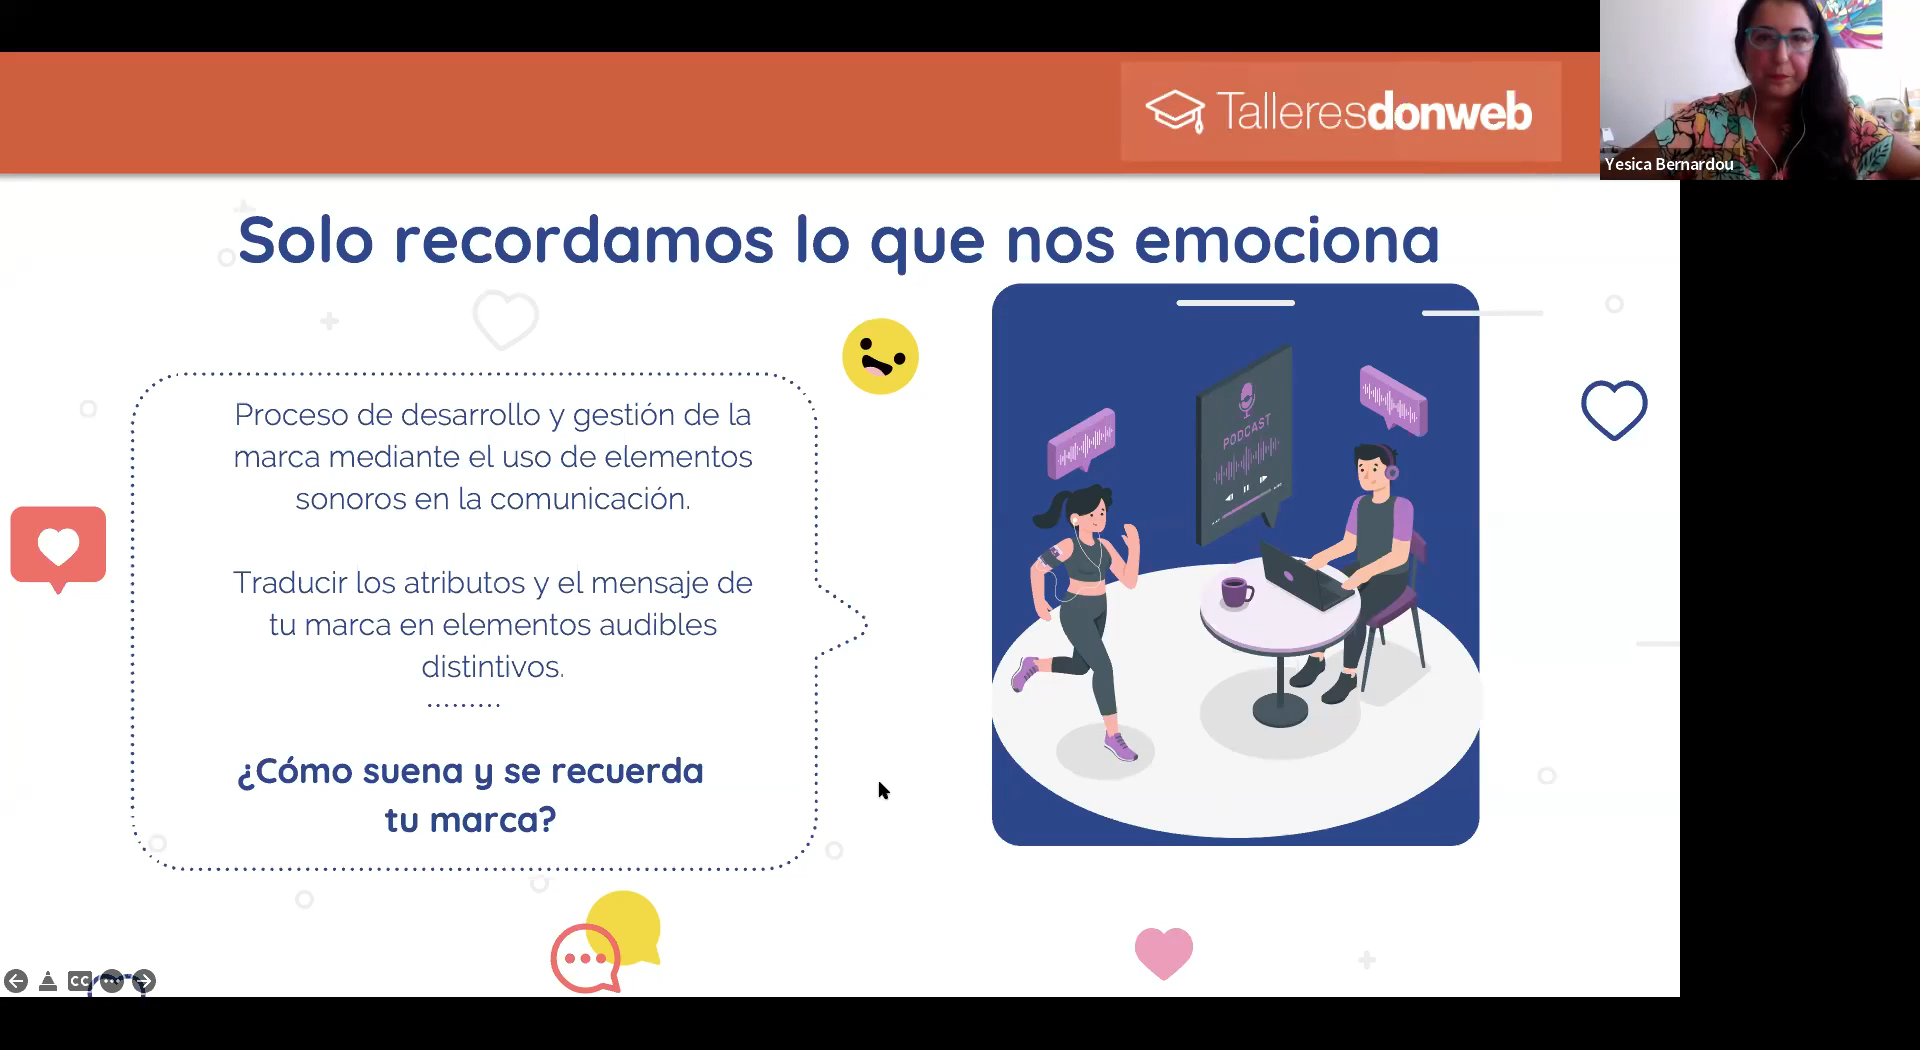 Talleresdonweb
Yesica Bernardou
Solo recordamos lo que nos emociona
Proceso de desarrollo y gestión de la
marca mediante el uso de elementos
sonoros en la comunicación.
Traducir los atributos y el mensaje de
tu marca en elementos audibles
distintivos.
¿Cómo suena y se recuerda
tu marca?
PODCAST
CC